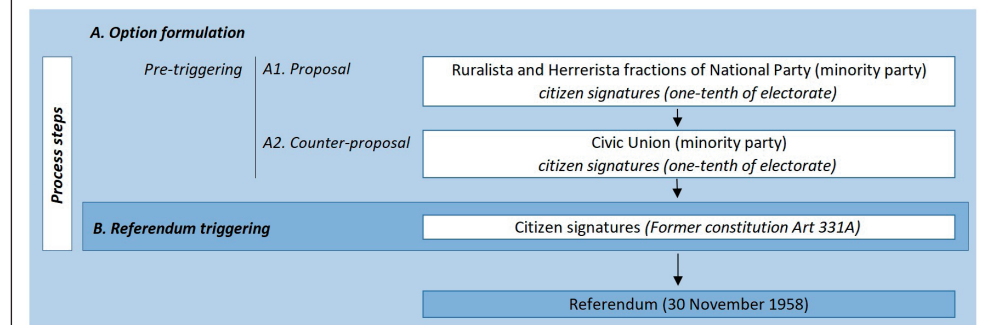 A. Option formulation
Process steps
Pre-triggering
A1. Proposal
Ruralista and Herrerista fractions of National Party (minority party)
citizen signatures (one-tenth of electorate)
A2. Counter-proposal
Civic Union (minority party)
citizen signatures (one-tenth of electorate)
B. Referendum triggering
Citizen signatures (Former constitution Art 331A)
Referendum (30 November 1958)